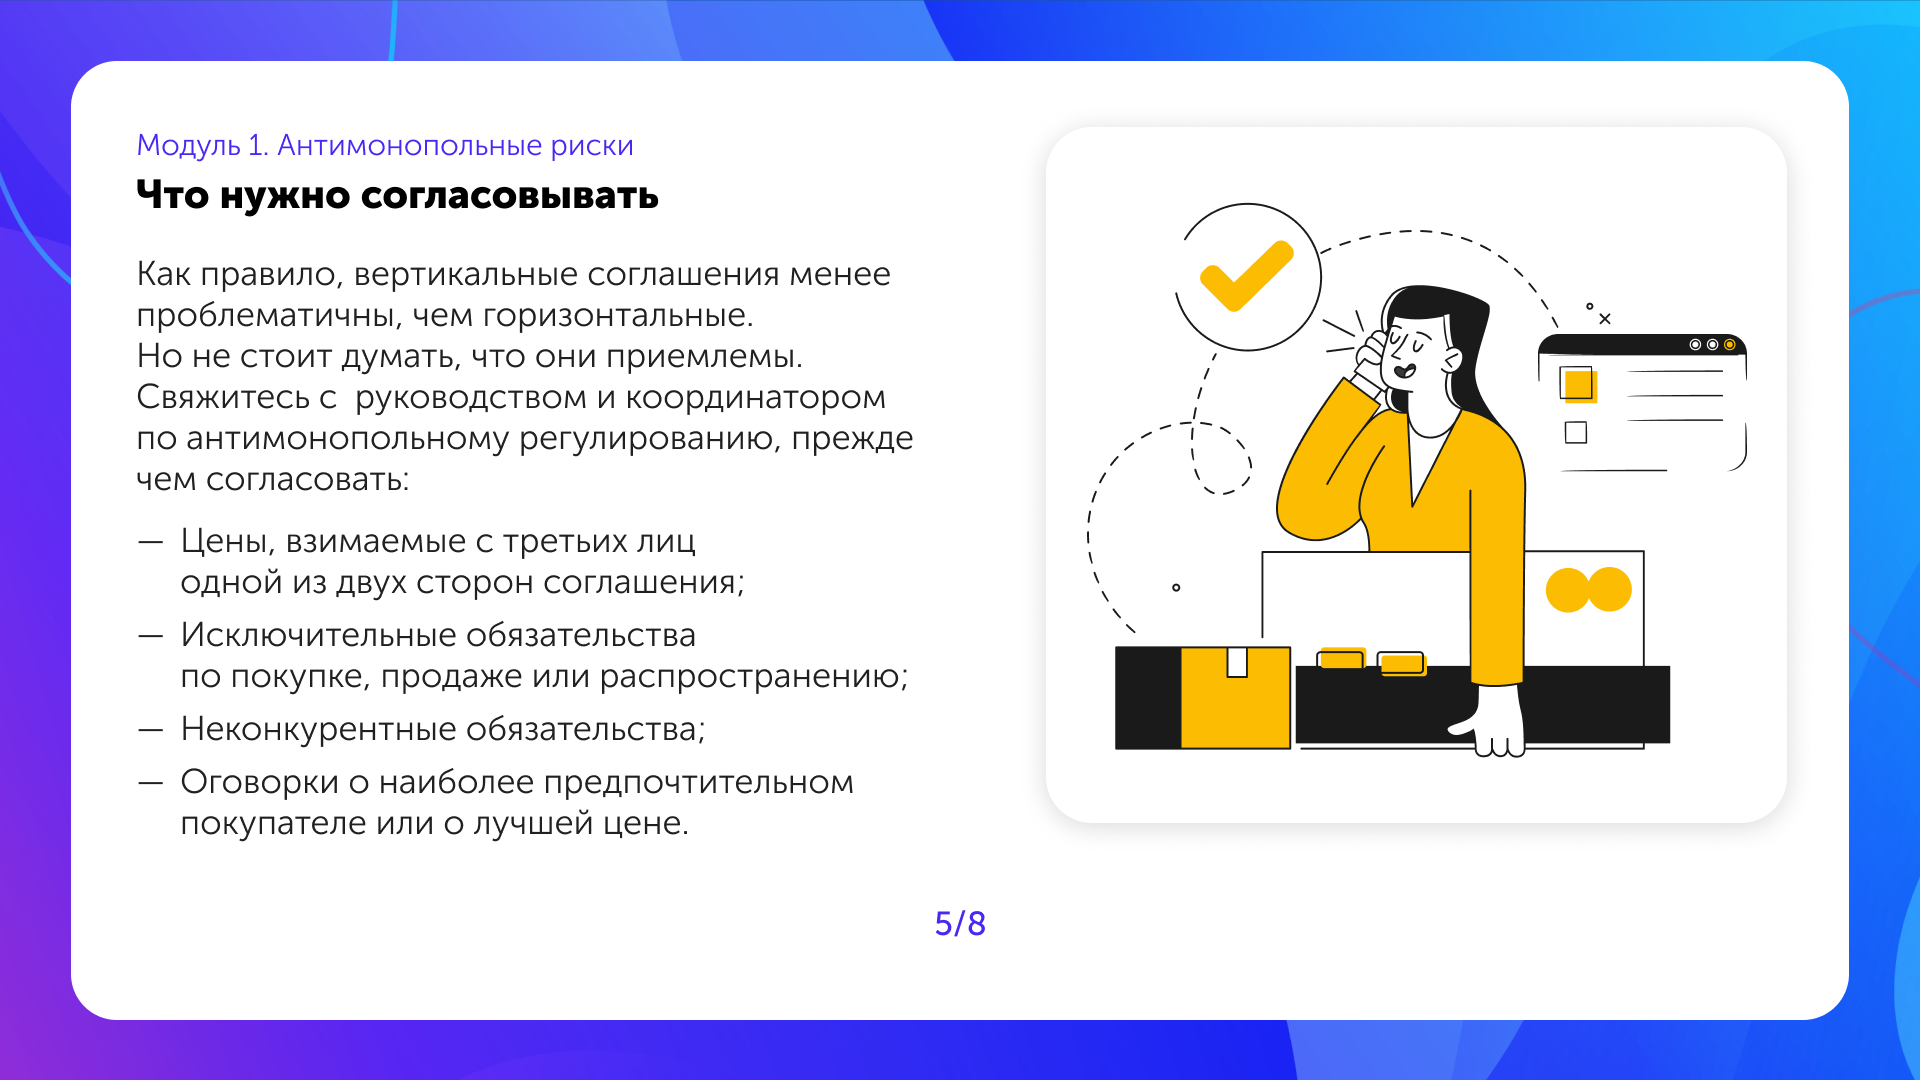 Модуль 1. Антимонопольные риски
Что нужно согласовывать
Как правило, вертикальные соглашения менее
проблематичны, чем горизонтальные.
Но не стоит думать, что они приемлемы.
Свяжитесь с  руководством и координатором
по антимонопольному регулированию, прежде
чем согласовать:
— Цены, взимаемые с третьих лиц
одной из двух сторон соглашения;
— Исключительные обязательства
по покупке, продаже или распространению;
— Неконкурентные обязательства;
— Оговорки о наиболее предпочтительном
покупателе или о лучшей цене.
5/8